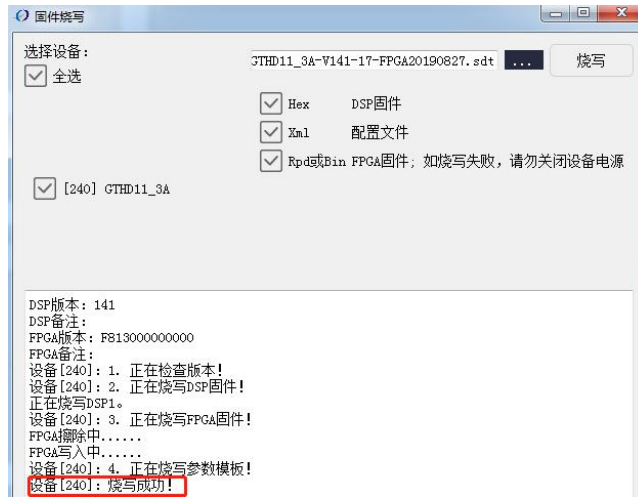 固件烧写
选择设备:
全选
GTHD11_3A-V141-17-FPGA20190827.sdt ... 烧写
Hex DSP固件
Xml 配置文件
Rpd或Bin FPGA固件; 如烧写失败, 请勿关闭设备电源
[240] GTHD11_3A
DSP版本: 141
DSP备注:
FPGA版本: F813000000000
FPGA备注:
设备[240]: 1. 正在检查版本!
设备[240]: 2. 正在烧写DSP固件!
正在烧写DSP1。
设备[240]: 3. 正在烧写FPGA固件!
FPGA擦除中......
FPGA写入中......
设备[240]: 4. 正在烧写参数模板!
设备[240]: 烧写成功!